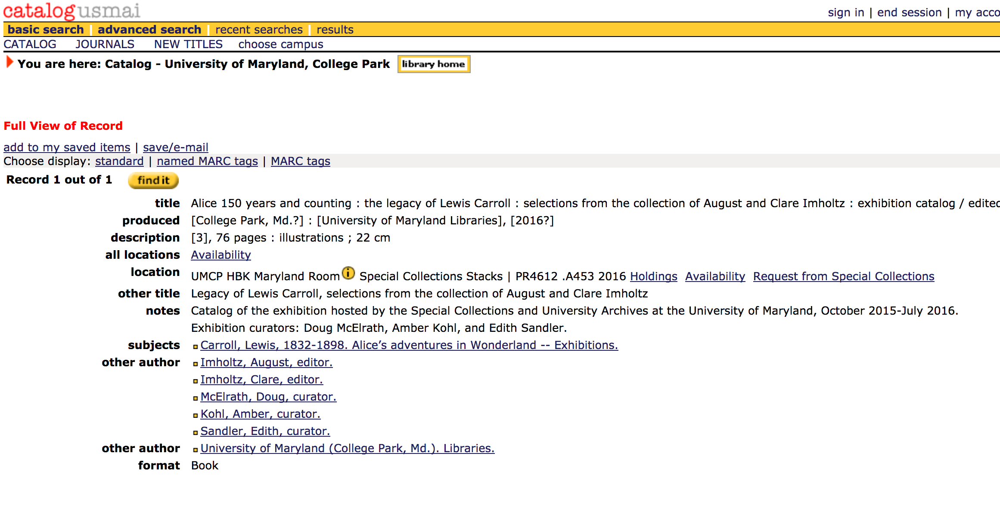 catalogusmai
sign in | end session | my acco
basic search | advanced search | recent searches | results
CATALOG JOURNALS NEW TITLES choose campus
You are here: Catalog - University of Maryland, College Park library home
Full View of Record
add to my saved items | save/e-mail
Choose display: standard | named MARC tags | MARC tags
Record 1 out of 1 find it
title Alice 150 years and counting : the legacy of Lewis Carroll : selections from the collection of August and Clare Imholtz : exhibition catalog / edited
produced [College Park, Md.?] : [University of Maryland Libraries], [2016?]
description [3], 76 pages : illustrations ; 22 cm
all locations Availability
location UMCP HBK Maryland Room i Special Collections Stacks | PR4612 .A453 2016 Holdings Availability Request from Special Collections
other title Legacy of Lewis Carroll, selections from the collection of August and Clare Imholtz
notes Catalog of the exhibition hosted by the Special Collections and University Archives at the University of Maryland, October 2015-July 2016.
Exhibition curators: Doug McElrath, Amber Kohl, and Edith Sandler.
subjects Carroll, Lewis, 1832-1898. Alice’s adventures in Wonderland -- Exhibitions.
other author Imholtz, August, editor.
Imholtz, Clare, editor.
McElrath, Doug, curator.
Kohl, Amber, curator.
Sandler, Edith, curator.
other author University of Maryland (College Park, Md.). Libraries.
format Book